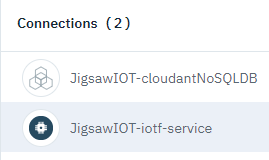 Connections (2)
JigsawIOT-cloudantNoSQLDB
JigsawIOT-iotf-service